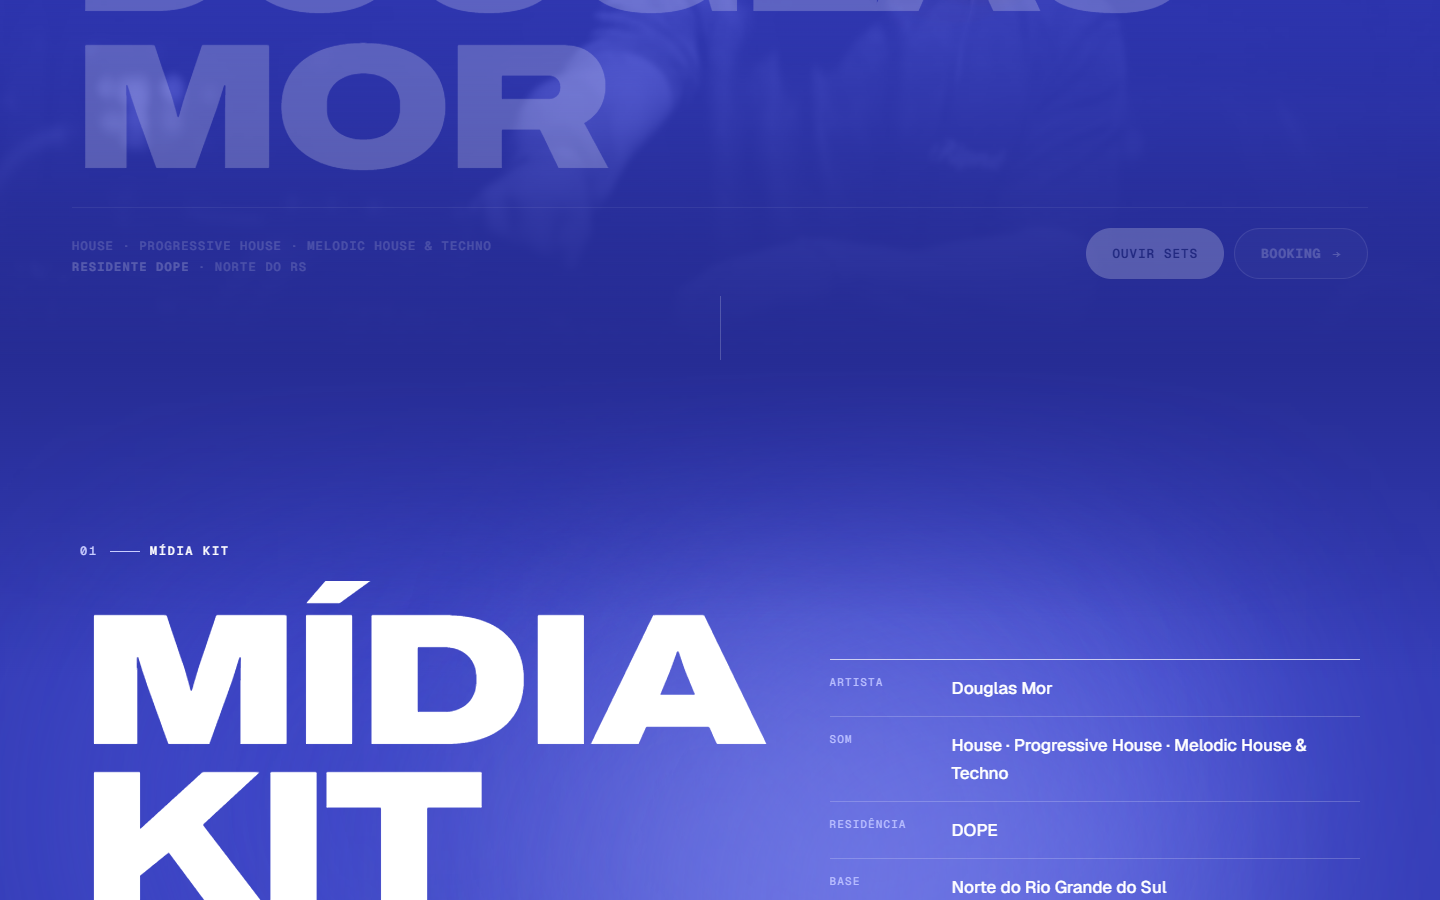 MOR
HOUSE · PROGRESSIVE HOUSE · MELODIC HOUSE & TECHNO
RESIDENTE DOPE · NORTE DO RS
OUVIR SETS
BOOKING →
01 — MÍDIA KIT
MÍDIA
KIT
ARTISTA
Douglas Mor
SOM
House · Progressive House · Melodic House &
Techno
RESIDÊNCIA
DOPE
BASE
Norte do Rio Grande do Sul